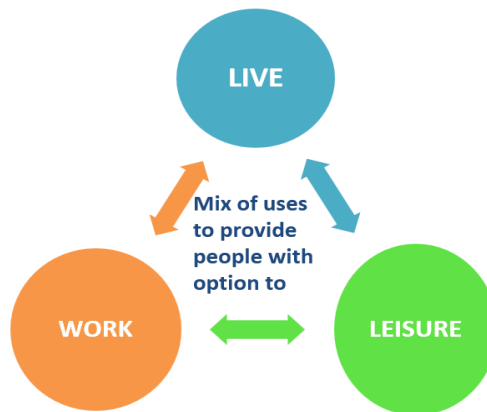 LIVE
Mix of uses
to provide
people with
option to
WORK
LEISURE